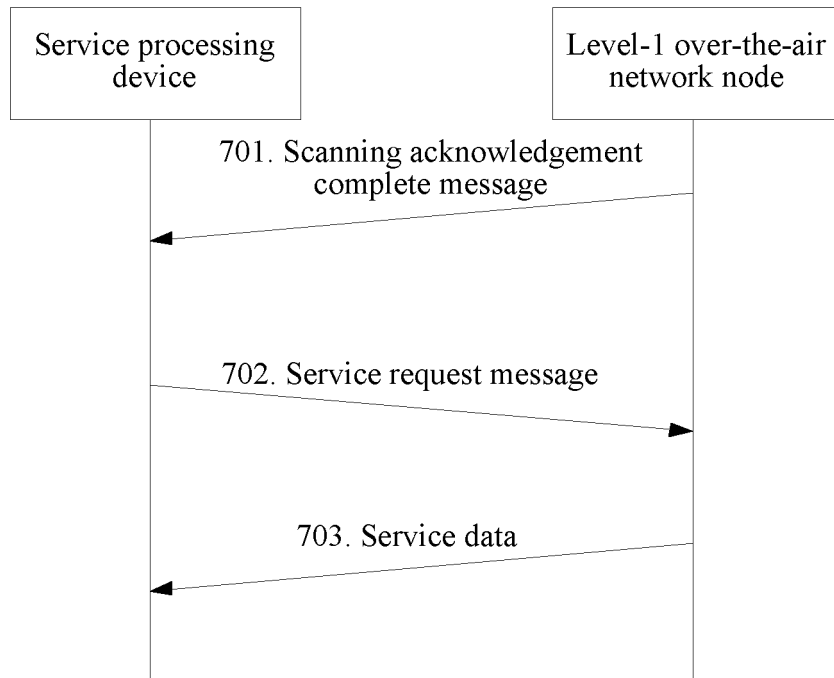 Service processing
device
Level-1 over-the-air
network node
701. Scanning acknowledgement
complete message
702. Service request message
703. Service data